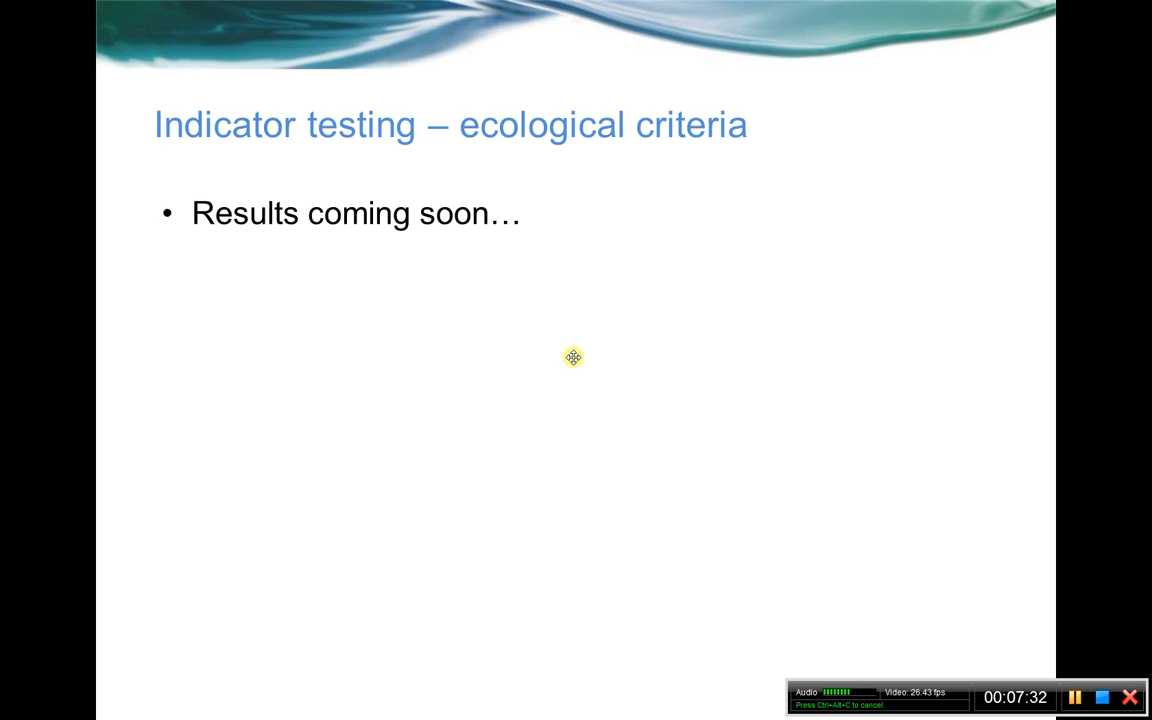 Indicator testing – ecological criteria
• Results coming soon…
Audio
Video: 26.43 fps
Press Ctrl+Alt+C to cancel
00:07:32